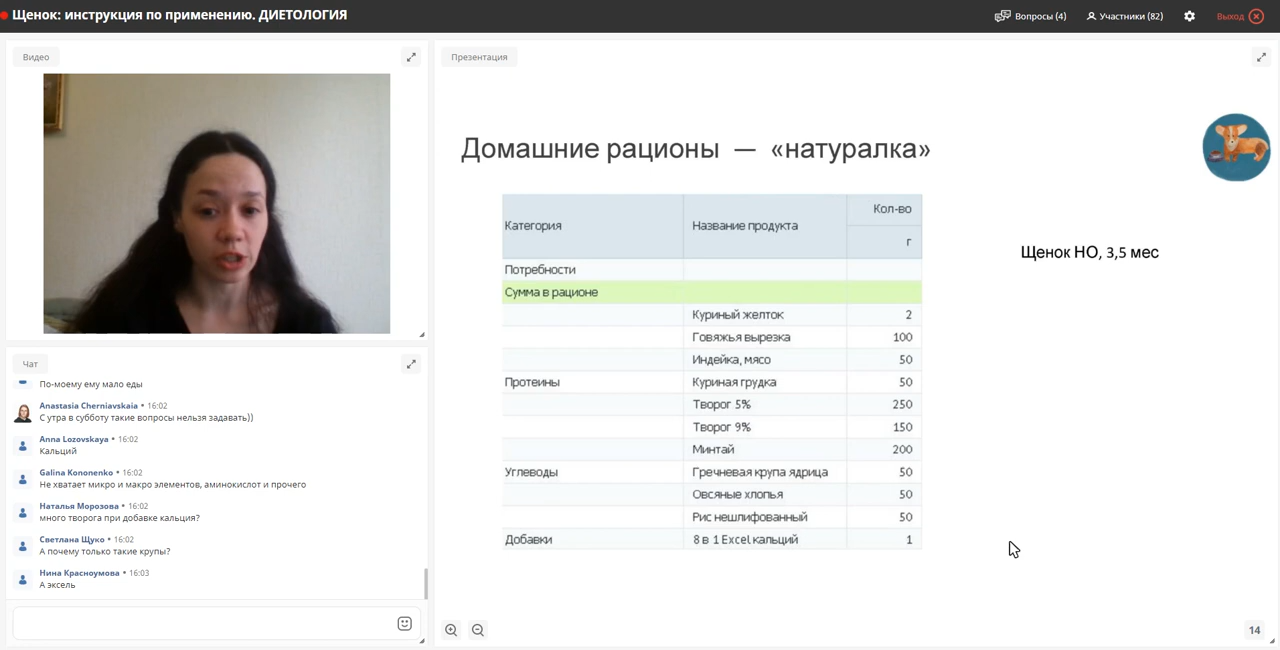 Щенок: инструкция по применению. ДИЕТОЛОГИЯ
Вопросы (4)
Участники (82)
Выход
Видео
Чат
По-моему ему мало еды
Anastasia Cherniavskaia • 16:02
С утра в субботу такие вопросы нельзя задавать))
Anna Lozovskaya • 16:02
Кальций
Galina Kononenko • 16:02
Не хватает микро и макро элементов, аминокислот и прочего
Наталья Морозова • 16:02
много творога при добавке кальция?
Светлана Щуко • 16:02
А почему только такие крупы?
Нина Красноумова • 16:03
А эксель
Презентация
Домашние рационы — «натуралка»
Категория Название продукта Кол-во
г
Потребности
Сумма в рационе
Куриный желток 2
Говяжья вырезка 100
Индейка, мясо 50
Протеины Куриная грудка 50
Творог 5% 250
Творог 9% 150
Минтай 200
Углеводы Гречневая крупа ядрица 50
Овсяные хлопья 50
Рис нешлифованный 50
Добавки 8 в 1 Excel кальций 1
Щенок НО, 3,5 мес
14